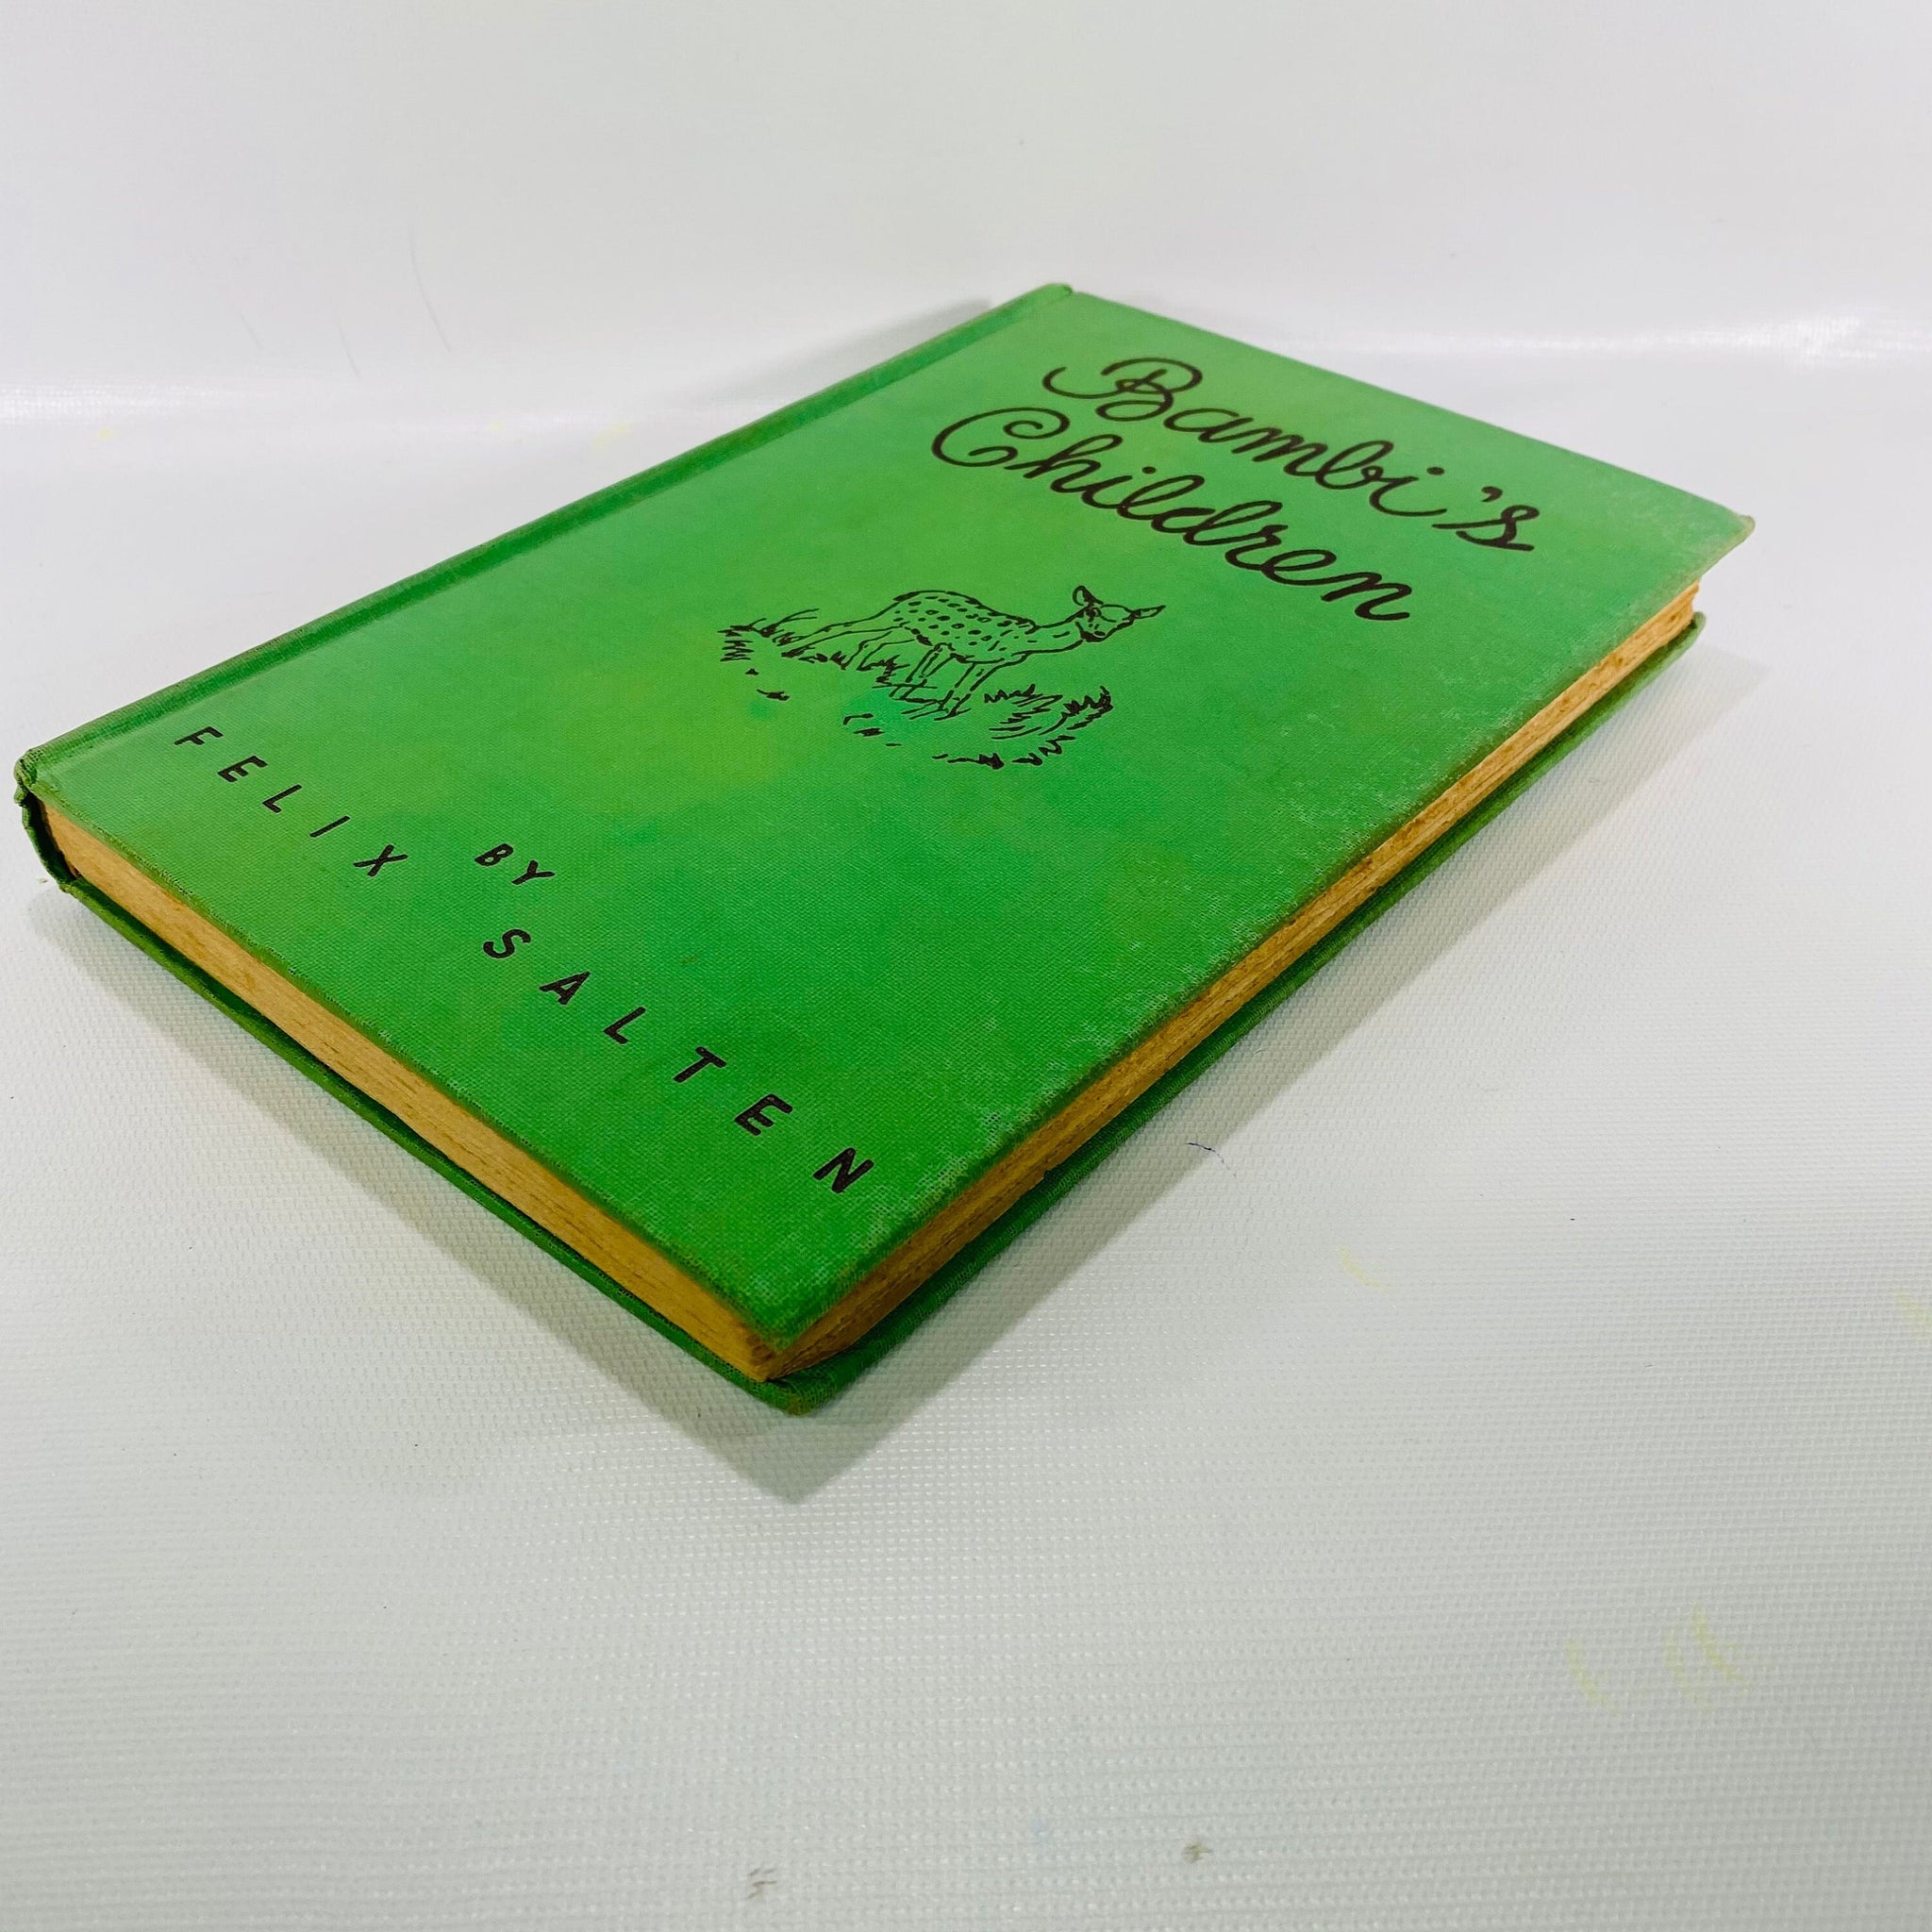 Bambi's
Children
BY
FELIX SALTEN